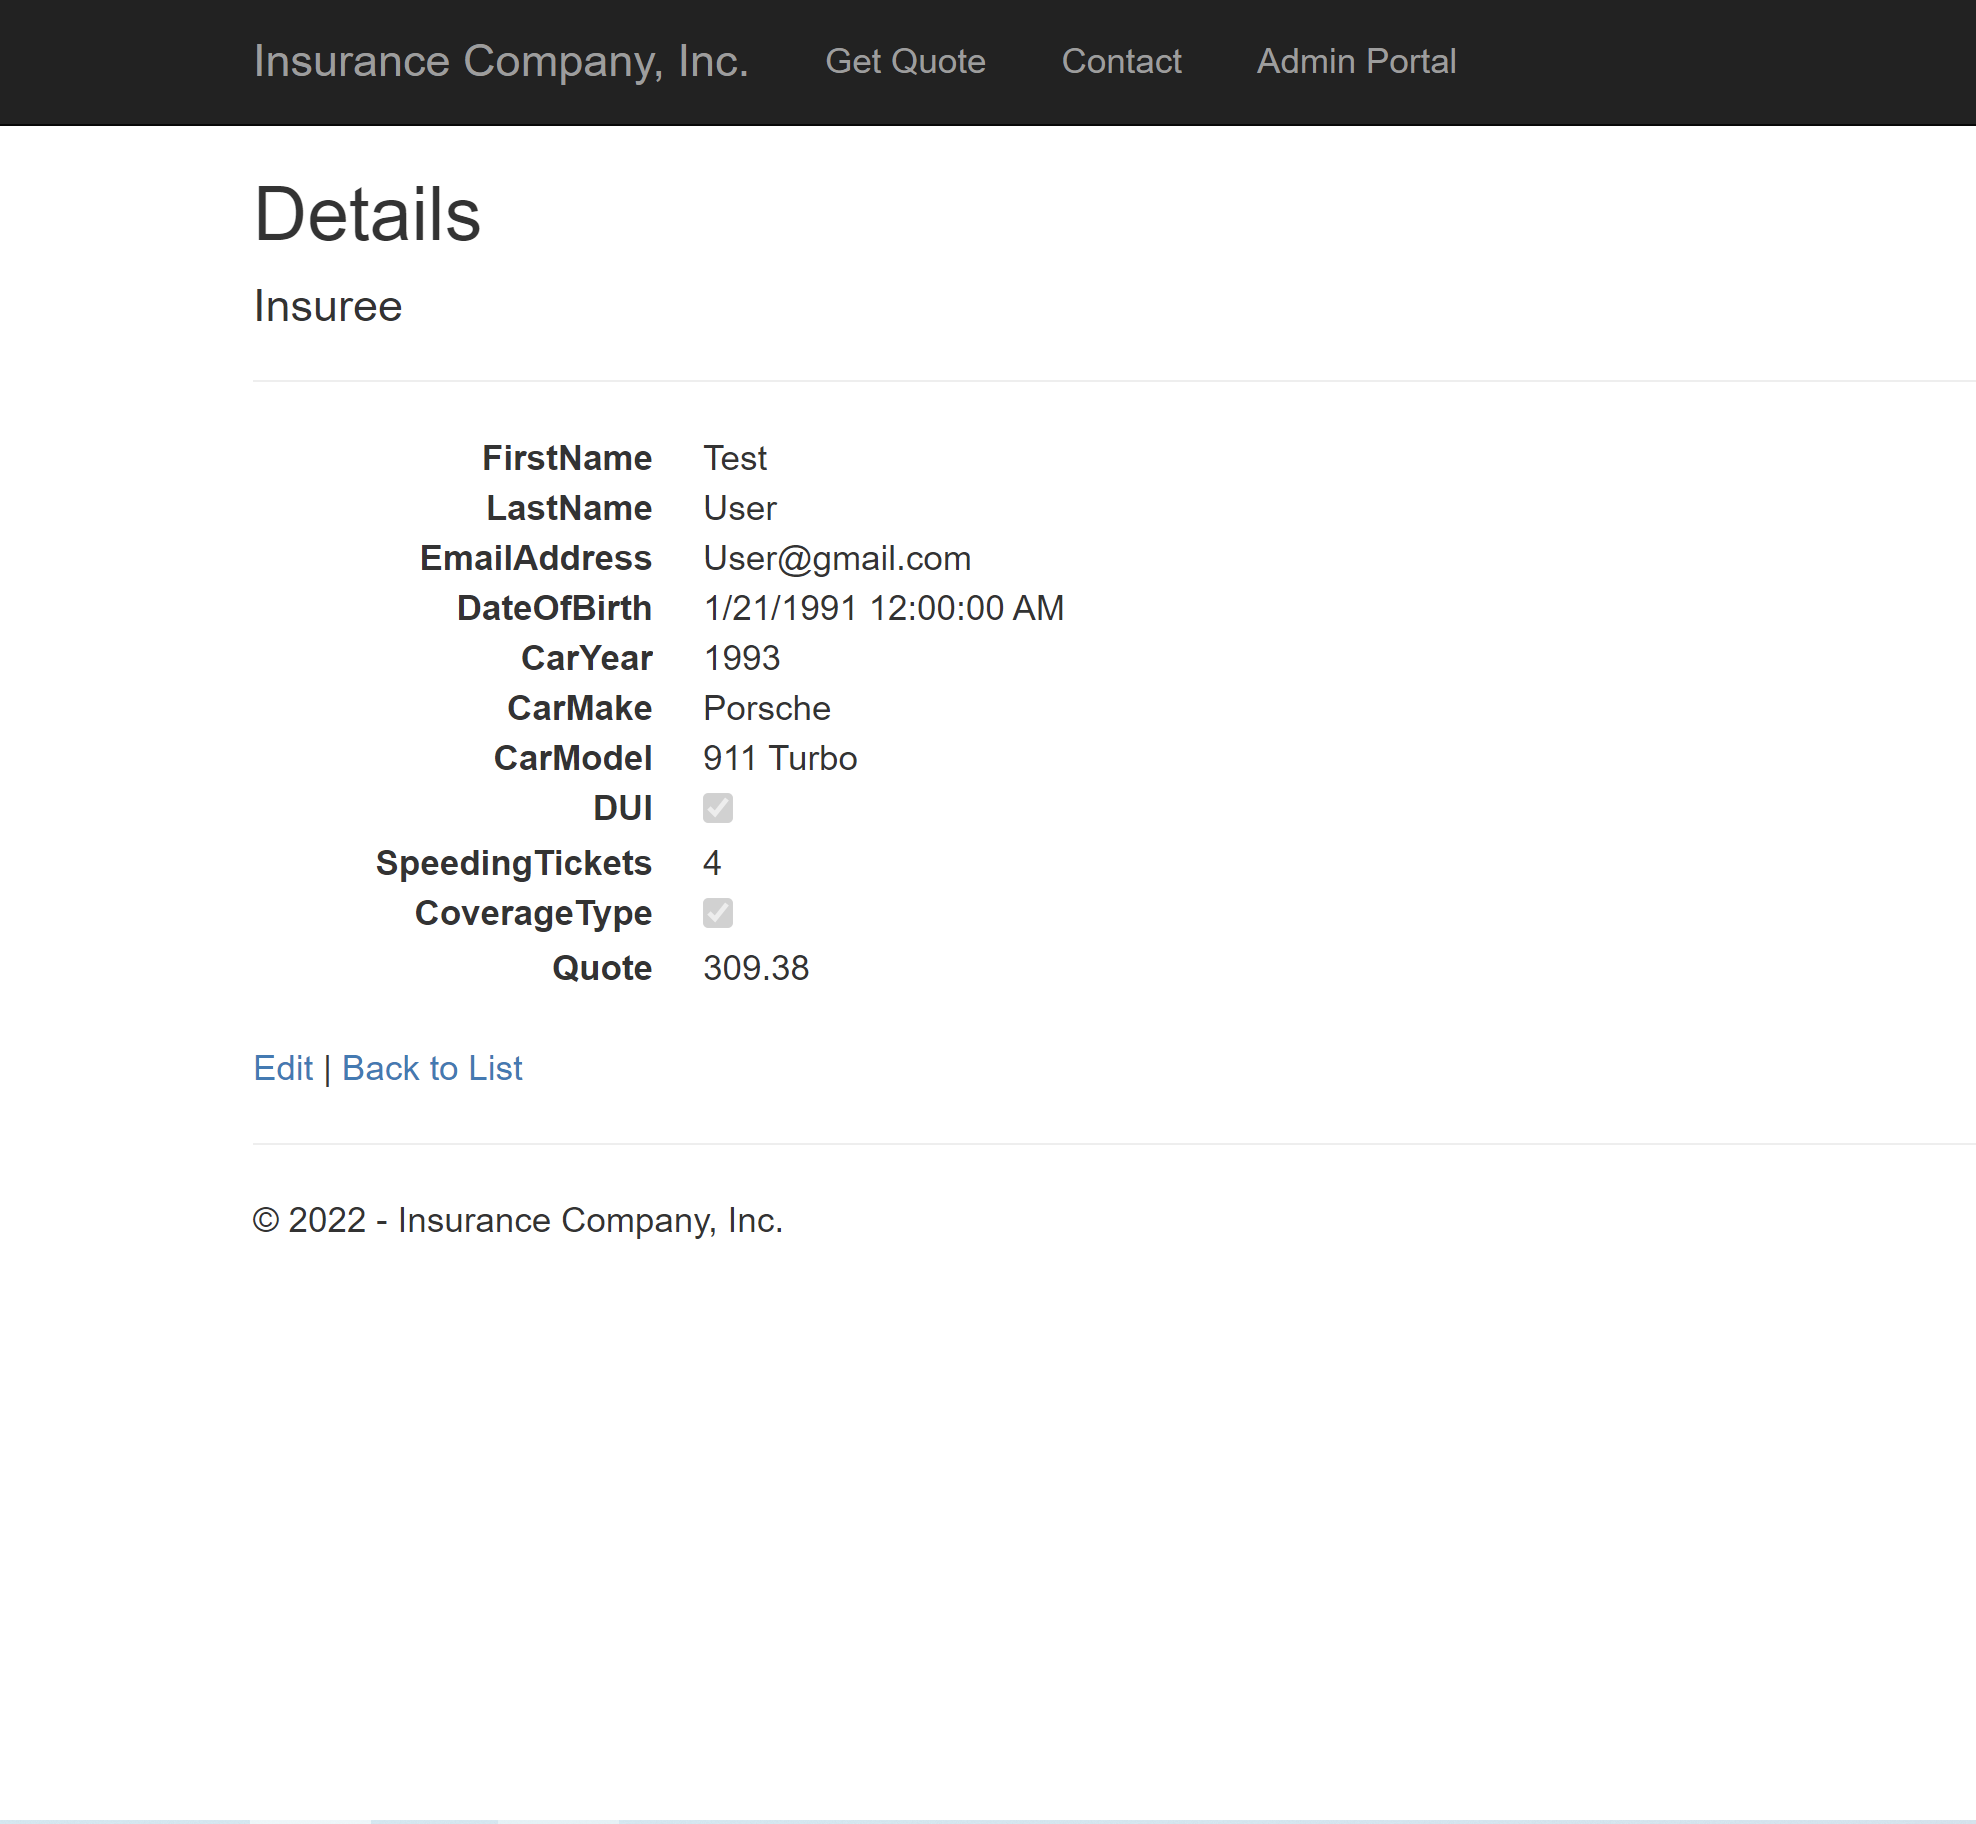 Insurance Company, Inc. Get Quote Contact Admin Portal
Details
Insuree
FirstName Test
LastName User
EmailAddress User@gmail.com
DateOfBirth 1/21/1991 12:00:00 AM
CarYear 1993
CarMake Porsche
CarModel 911 Turbo
DUI
SpeedingTickets 4
CoverageType
Quote 309.38
Edit | Back to List
© 2022 - Insurance Company, Inc.